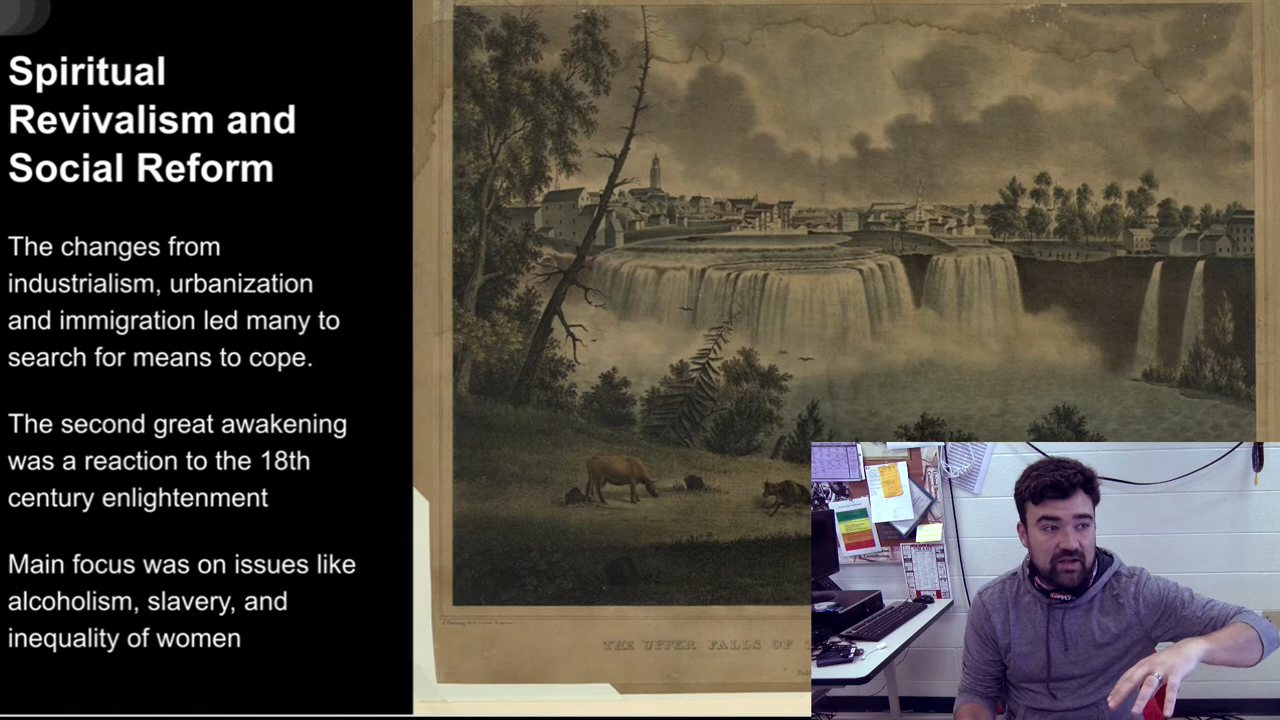 Spiritual
Revivalism and
Social Reform
The changes from
industrialism, urbanization
and immigration led many to
search for means to cope.
The second great awakening
was a reaction to the 18th
century enlightenment
Main focus was on issues like
alcoholism, slavery, and
inequality of women
THE UPPER FALLS OF